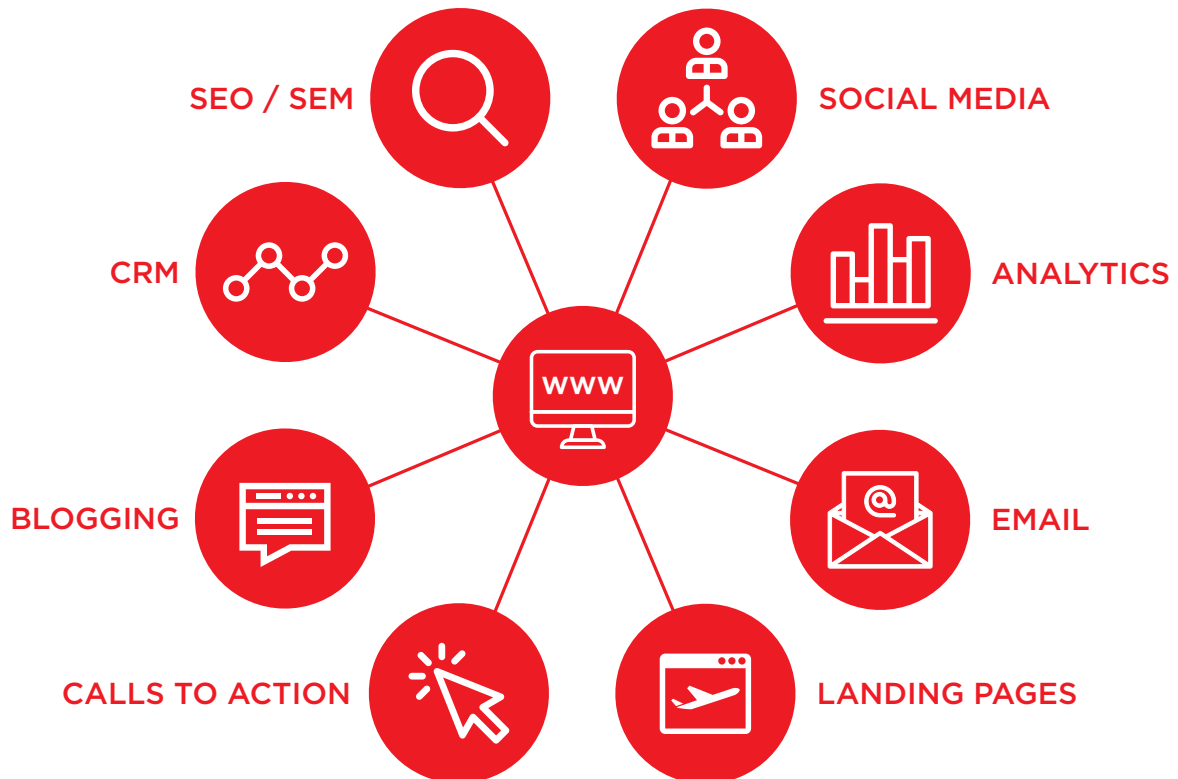 SEO / SEM
SOCIAL MEDIA
CRM
ANALYTICS
WWW
BLOGGING
@
EMAIL
CALLS TO ACTION
LANDING PAGES